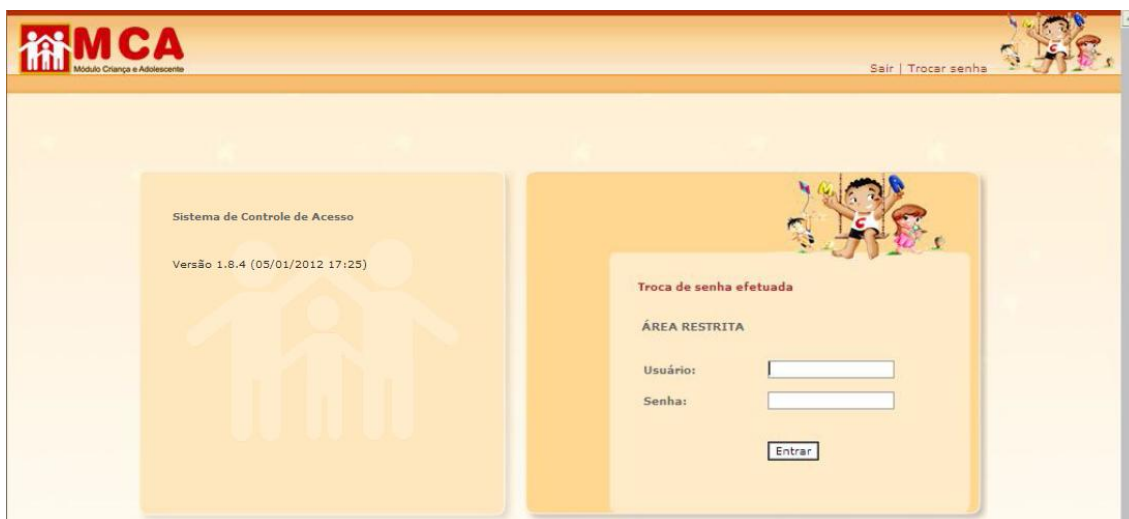 MCA
Módulo Criança e Adolescente
Sair | Trocar senha
Sistema de Controle de Acesso
Versão 1.8.4 (05/01/2012 17:25)
Troca de senha efetuada
ÁREA RESTRITA
Usuário:
Senha:
Entrar